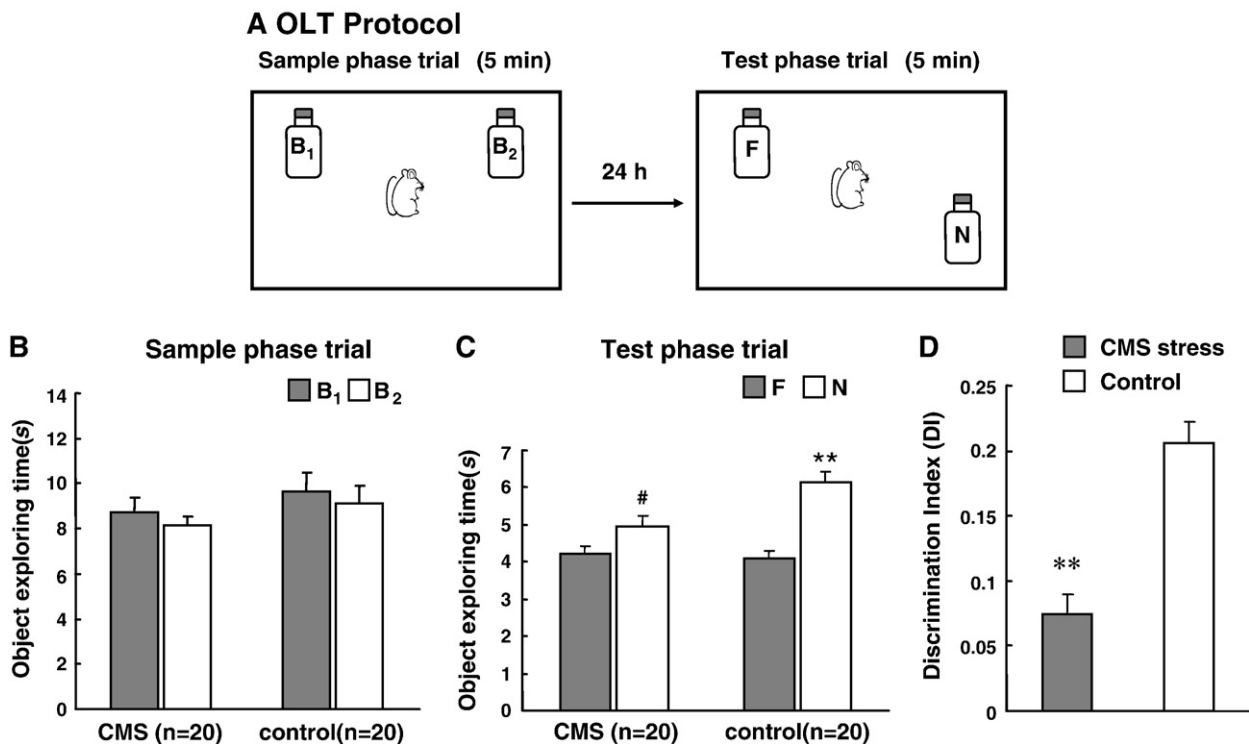 A OLT Protocol
Sample phase trial (5 min)
Test phase trial (5 min)
B1
B2
24 h
F
N
B
Sample phase trial
B1 B2
Object exploring time(s)
14
12
10
8
6
4
2
0
CMS (n=20)
control(n=20)
C
Test phase trial
F N
Object exploring time(s)
7
6
5
4
3
2
1
0
#
**
CMS (n=20)
control(n=20)
D
CMS stress
Control
Discrimination Index (DI)
0.25
0.2
0.15
0.1
0.05
0
**